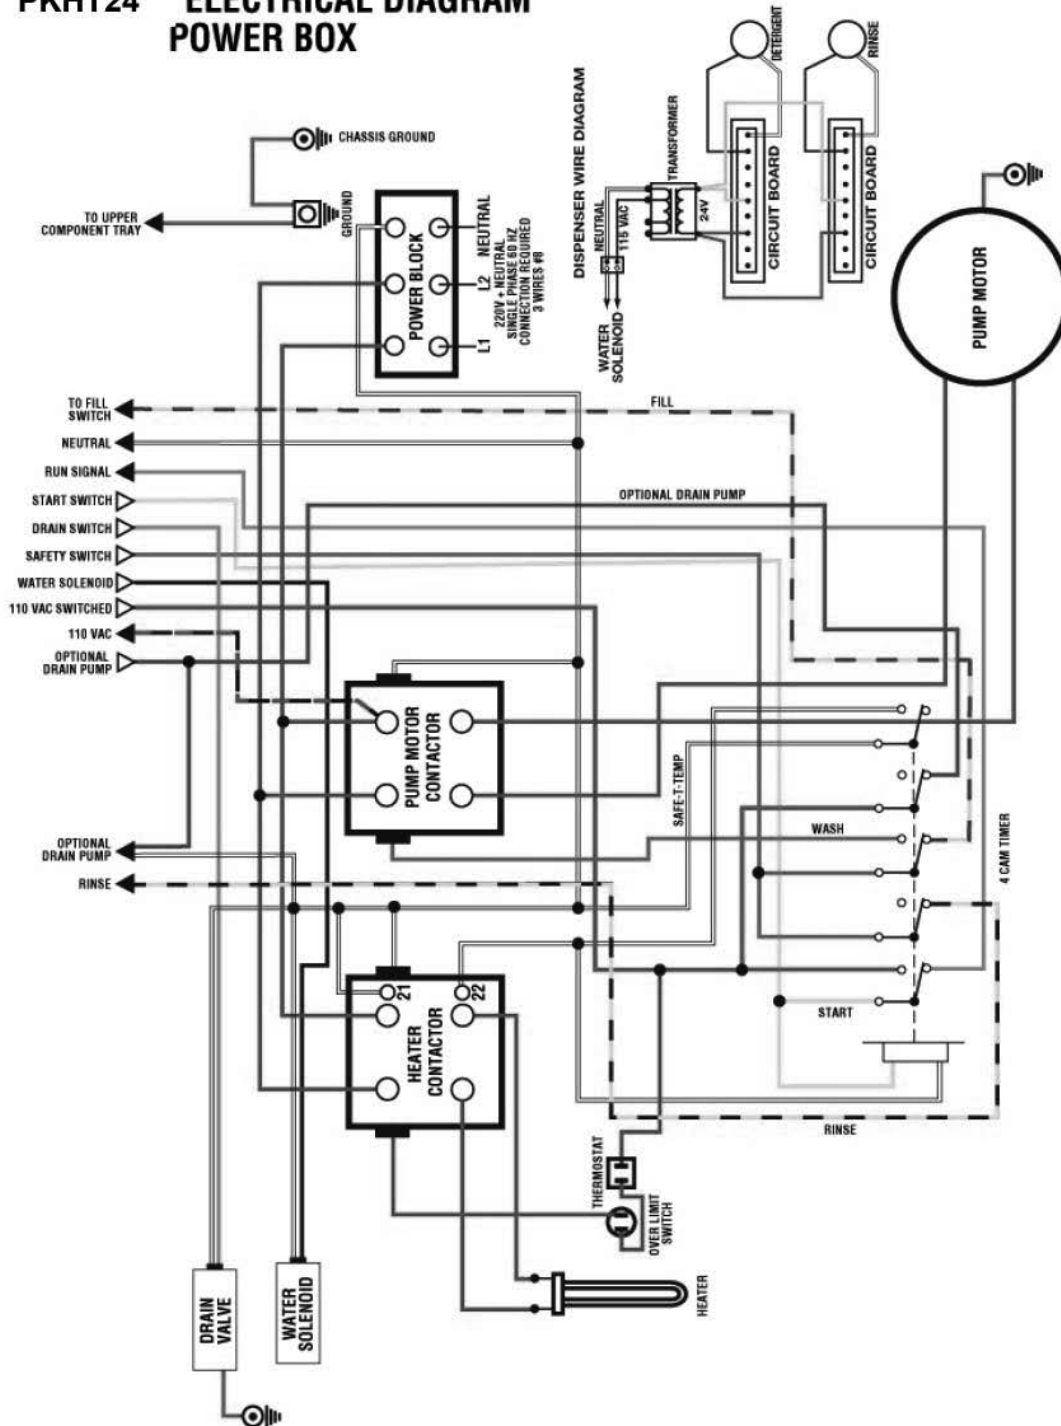 PKHT24 ELECTRICAL DIAGRAM
POWER BOX
DETERGENT
RINSE
DISPENSER WIRE DIAGRAM
TRANSFORMER
NEUTRAL
115 VAC
24V
CIRCUIT BOARD
CIRCUIT BOARD
WATER
SOLENOID
CHASSIS GROUND
GROUND
TO UPPER
COMPONENT TRAY
POWER BLOCK
NEUTRAL
L2
L1
220V + NEUTRAL
SINGLE PHASE 60 HZ
CONNECTION REQUIRED
3 WIRES #8
PUMP MOTOR
TO FILL
SWITCH
FILL
NEUTRAL
RUN SIGNAL
START SWITCH
OPTIONAL DRAIN PUMP
DRAIN SWITCH
SAFETY SWITCH
WATER SOLENOID
110 VAC SWITCHED
110 VAC
OPTIONAL
DRAIN PUMP
PUMP MOTOR
CONTACTOR
SAFE-T-TEMP
WASH
4 CAM TIMER
OPTIONAL
DRAIN PUMP
RINSE
21
22
HEATER
CONTACTOR
START
RINSE
THERMOSTAT
OVER LIMIT
SWITCH
HEATER
DRAIN
VALVE
WATER
SOLENOID